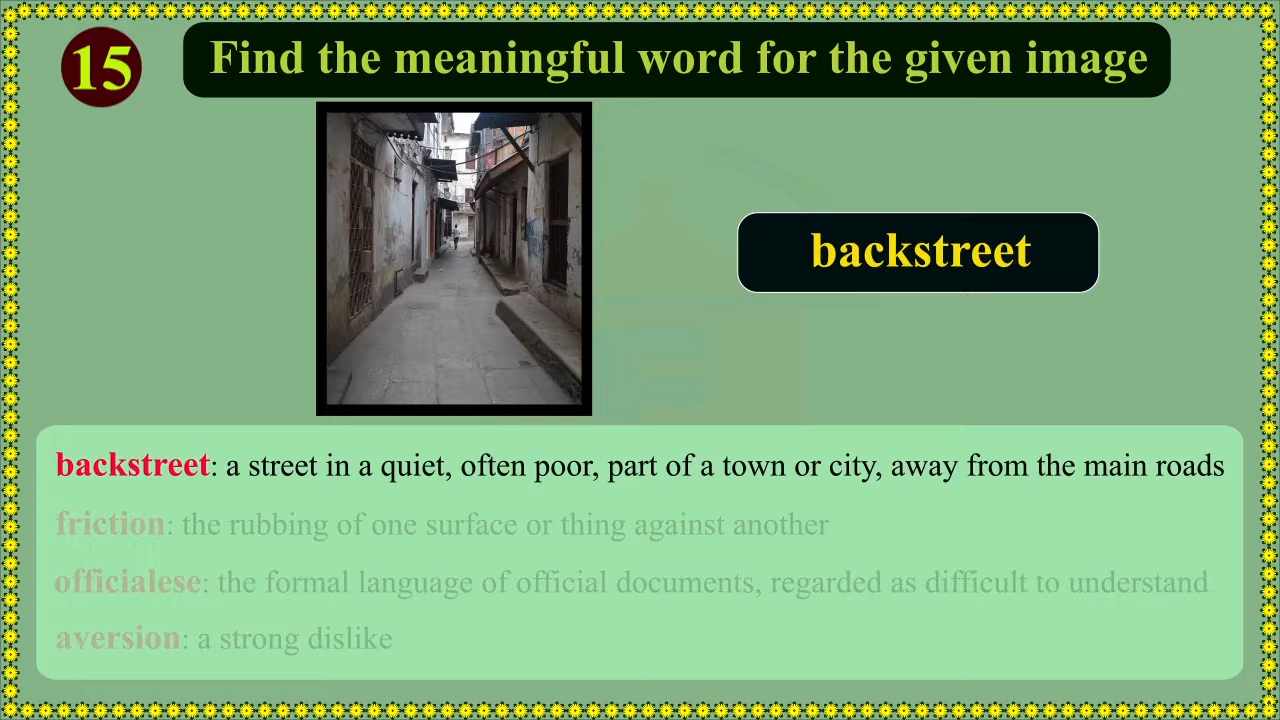 15
Find the meaningful word for the given image
backstreet
backstreet: a street in a quiet, often poor, part of a town or city, away from the main roads
friction: the rubbing of one surface or thing against another
officialese: the formal language of official documents, regarded as difficult to understand
aversion: a strong dislike